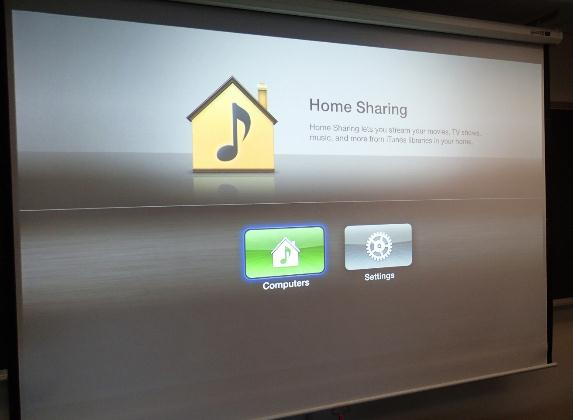 Home Sharing
Home Sharing lets you stream your movies, TV shows,
music, and more from iTunes libraries in your home.
Computers
Settings